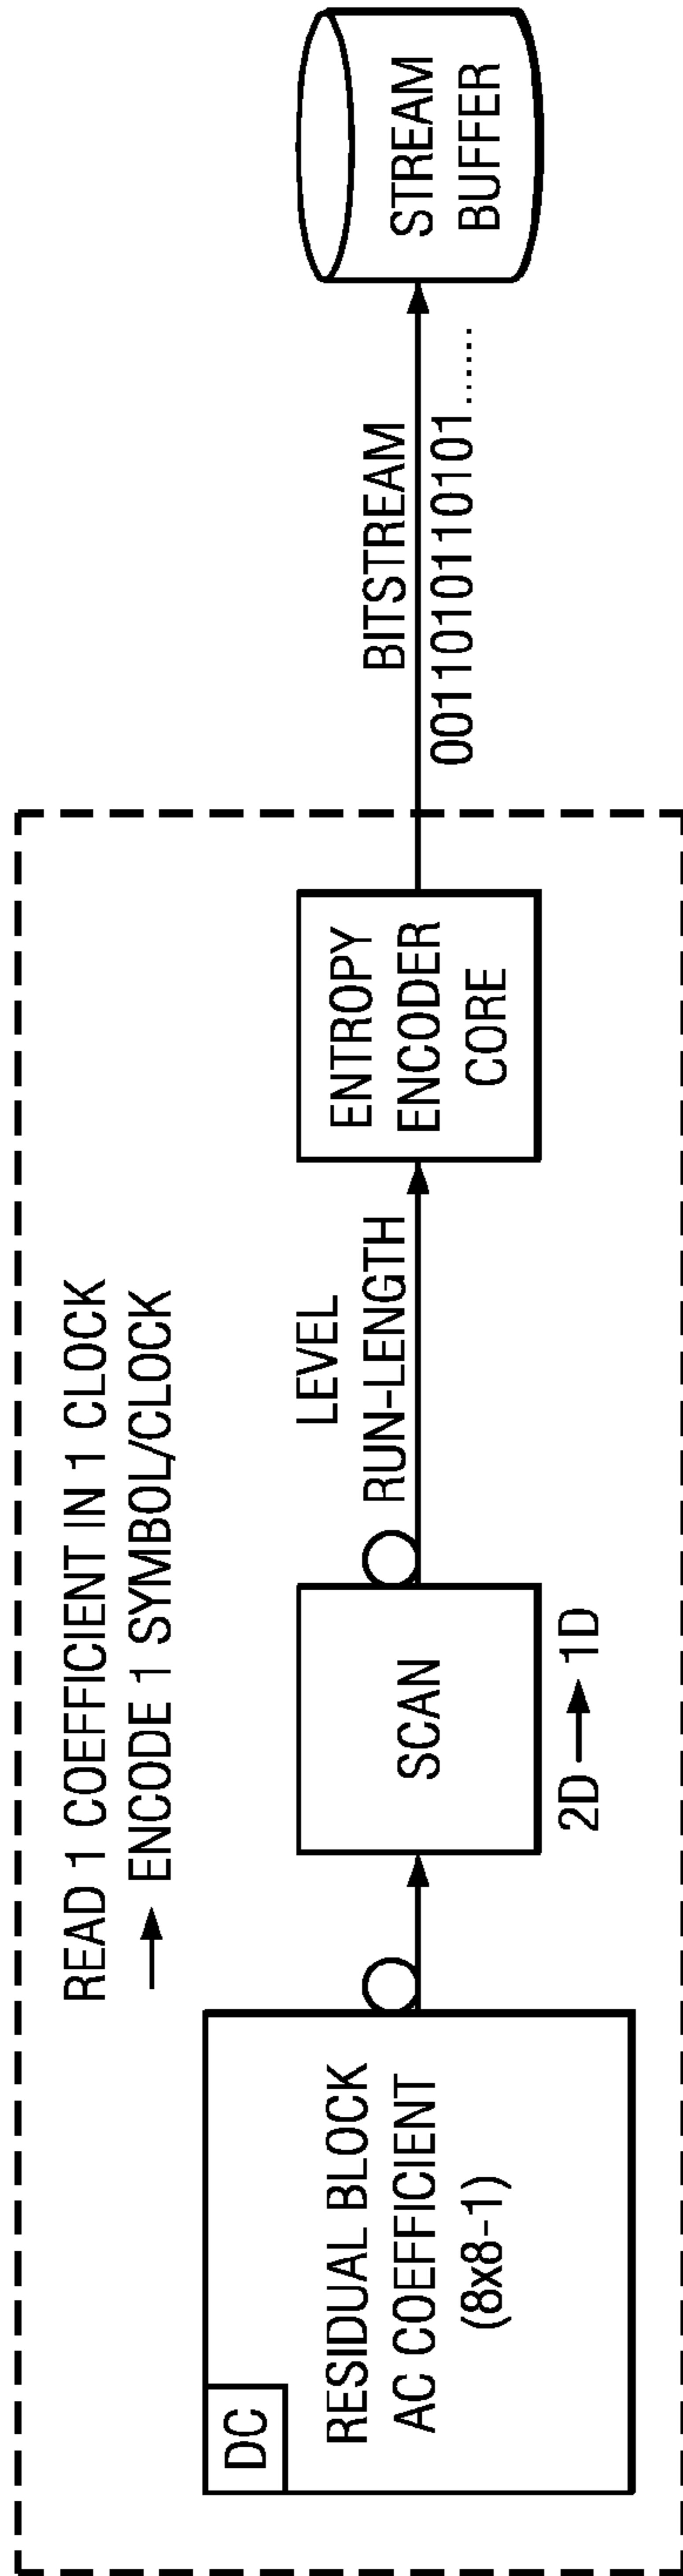 READ 1 COEFFICIENT IN 1 CLOCK
→ ENCODE 1 SYMBOL/CLOCK
DC
RESIDUAL BLOCK
AC COEFFICIENT
(8x8-1)
SCAN
2D → 1D
LEVEL
RUN-LENGTH
ENTROPY
ENCODER
CORE
BITSTREAM
0011010110101.......
STREAM
BUFFER